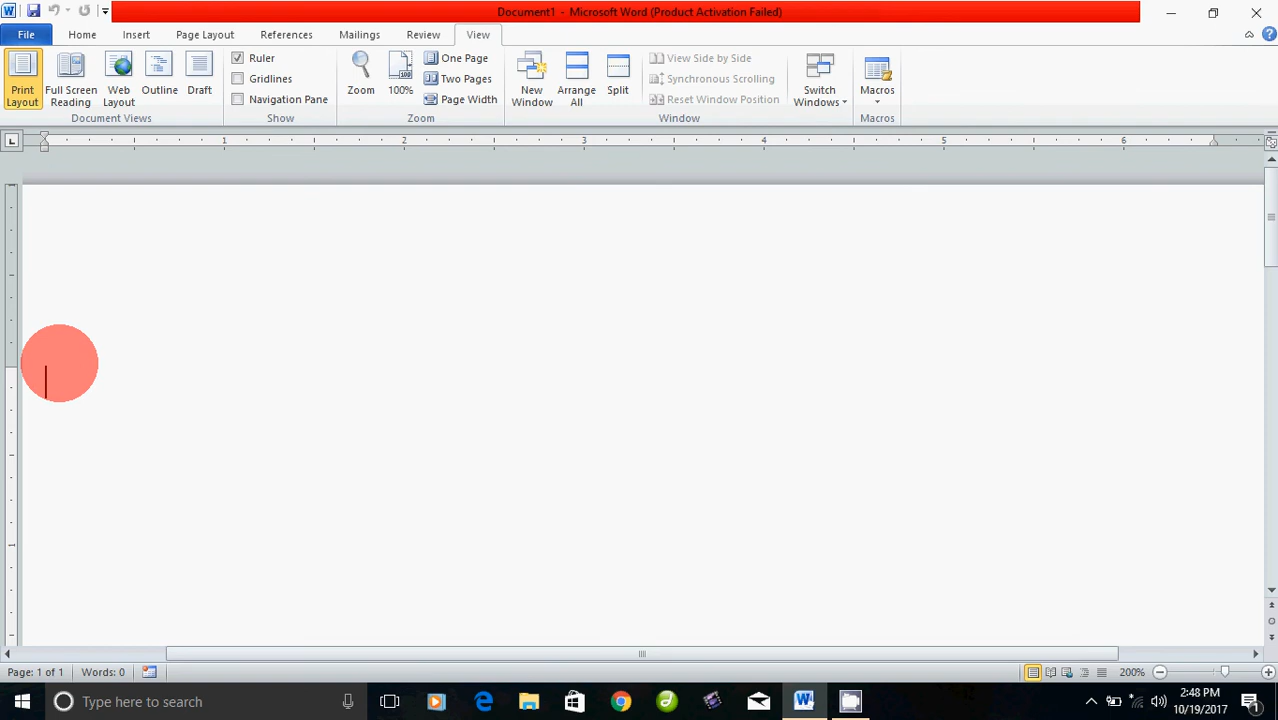 Document1 - Microsoft Word (Product Activation Failed)
File Home Insert Page Layout References Mailings Review View
Print Layout
Full Screen Reading
Web Layout
Outline
Draft
Document Views
Ruler
Gridlines
Navigation Pane
Show
Zoom
100
100%
One Page
Two Pages
Page Width
Zoom
New Window
Arrange All
Split
View Side by Side
Synchronous Scrolling
Reset Window Position
Window
Switch Windows
Macros
Macros
1 2 3 4 5 6
1
Page: 1 of 1 Words: 0 200%
Type here to search
2:48 PM
10/19/2017
1